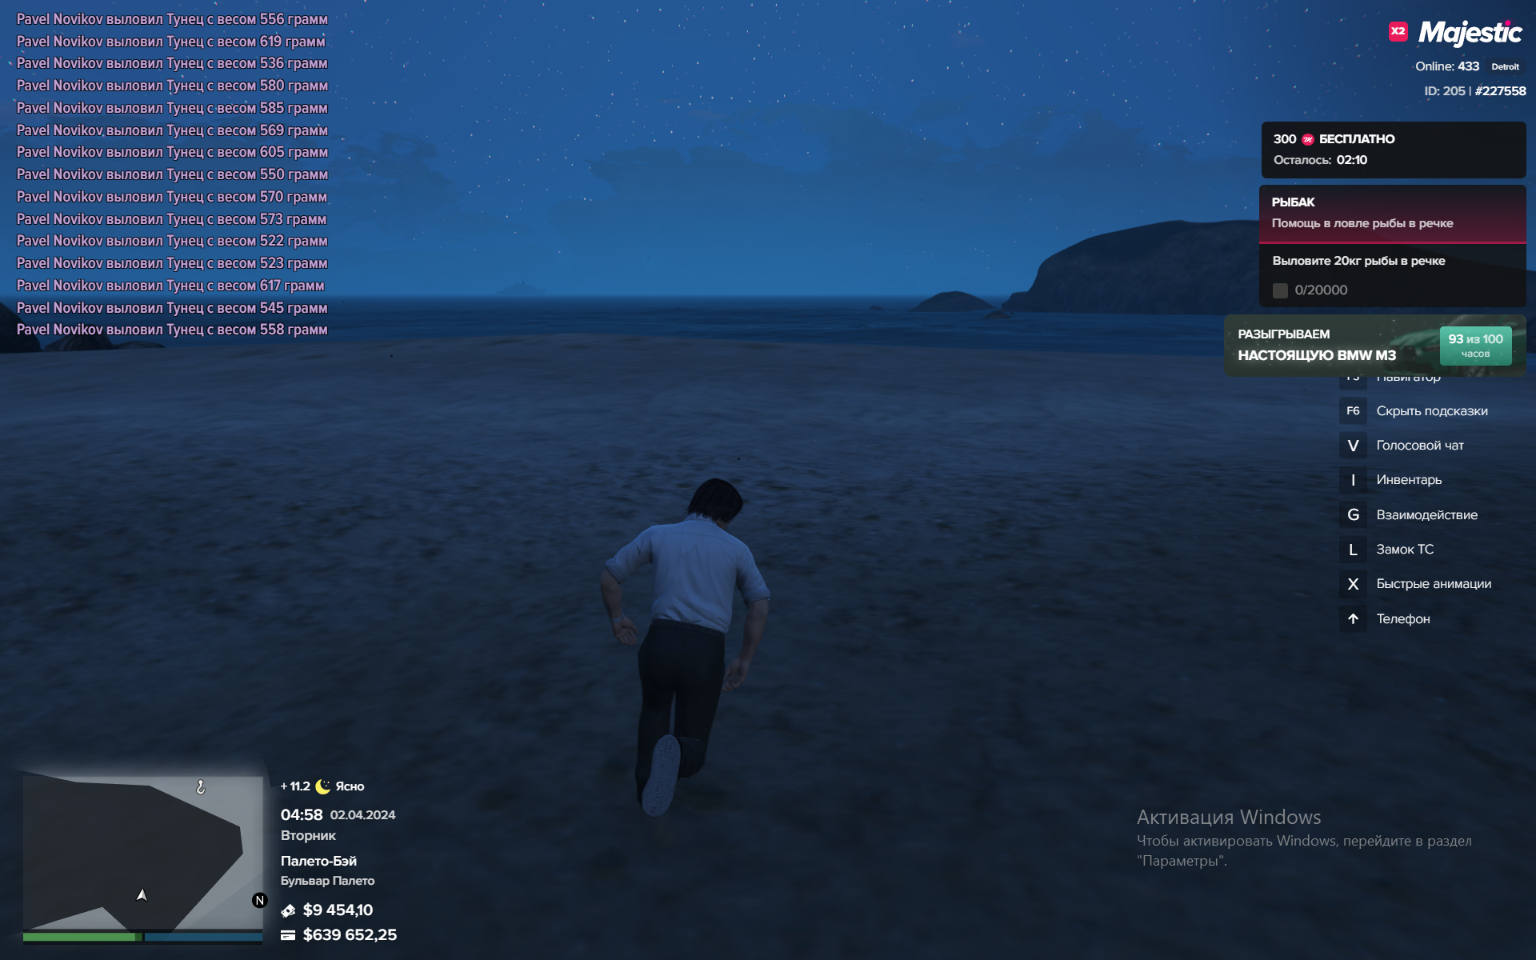 Pavel Novikov выловил Тунец с весом 556 грамм
Pavel Novikov выловил Тунец с весом 619 грамм
Pavel Novikov выловил Тунец с весом 536 грамм
Pavel Novikov выловил Тунец с весом 580 грамм
Pavel Novikov выловил Тунец с весом 585 грамм
Pavel Novikov выловил Тунец с весом 569 грамм
Pavel Novikov выловил Тунец с весом 605 грамм
Pavel Novikov выловил Тунец с весом 550 грамм
Pavel Novikov выловил Тунец с весом 570 грамм
Pavel Novikov выловил Тунец с весом 573 грамм
Pavel Novikov выловил Тунец с весом 522 грамм
Pavel Novikov выловил Тунец с весом 523 грамм
Pavel Novikov выловил Тунец с весом 617 грамм
Pavel Novikov выловил Тунец с весом 545 грамм
Pavel Novikov выловил Тунец с весом 558 грамм
X2 Majestic
Online: 433 Detroit
ID: 205 | #227558
300 БЕСПЛАТНО
Осталось: 02:10
РЫБАК
Помощь в ловле рыбы в речке
Выловите 20кг рыбы в речке
0/20000
РАЗЫГРЫВАЕМ
НАСТОЯЩУЮ BMW M3
93 из 100
часов
Навигатор
F6 Скрыть подсказки
V Голосовой чат
I Инвентарь
G Взаимодействие
L Замок ТС
X Быстрые анимации
↑ Телефон
+11.2 Ясно
04:58 02.04.2024
Вторник
Палето-Бэй
Бульвар Палето
N
$9 454,10
$639 652,25
Активация Windows
Чтобы активировать Windows, перейдите в раздел
"Параметры".